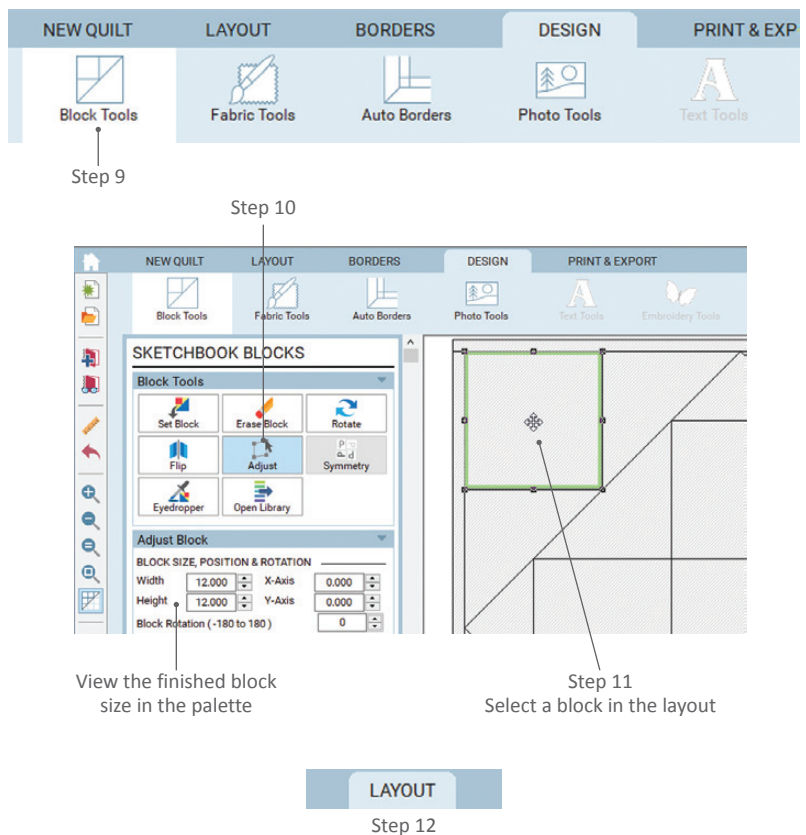 NEW QUILT LAYOUT BORDERS DESIGN PRINT & EXP
Block Tools Fabric Tools Auto Borders Photo Tools Text Tools
Step 9
Step 10
NEW QUILT LAYOUT BORDERS DESIGN PRINT & EXPORT
Block Tools Fabric Tools Auto Borders Photo Tools Text Tools Embroidery Tools
SKETCHBOOK BLOCKS
Block Tools
Set Block Erase Block Rotate
Flip Adjust Symmetry
Eyedropper Open Library
Adjust Block
BLOCK SIZE, POSITION & ROTATION
Width 12.000 X-Axis 0.000
Height 12.000 Y-Axis 0.000
Block Rotation (-180 to 180 ) 0
View the finished block
size in the palette
Step 11
Select a block in the layout
LAYOUT
Step 12